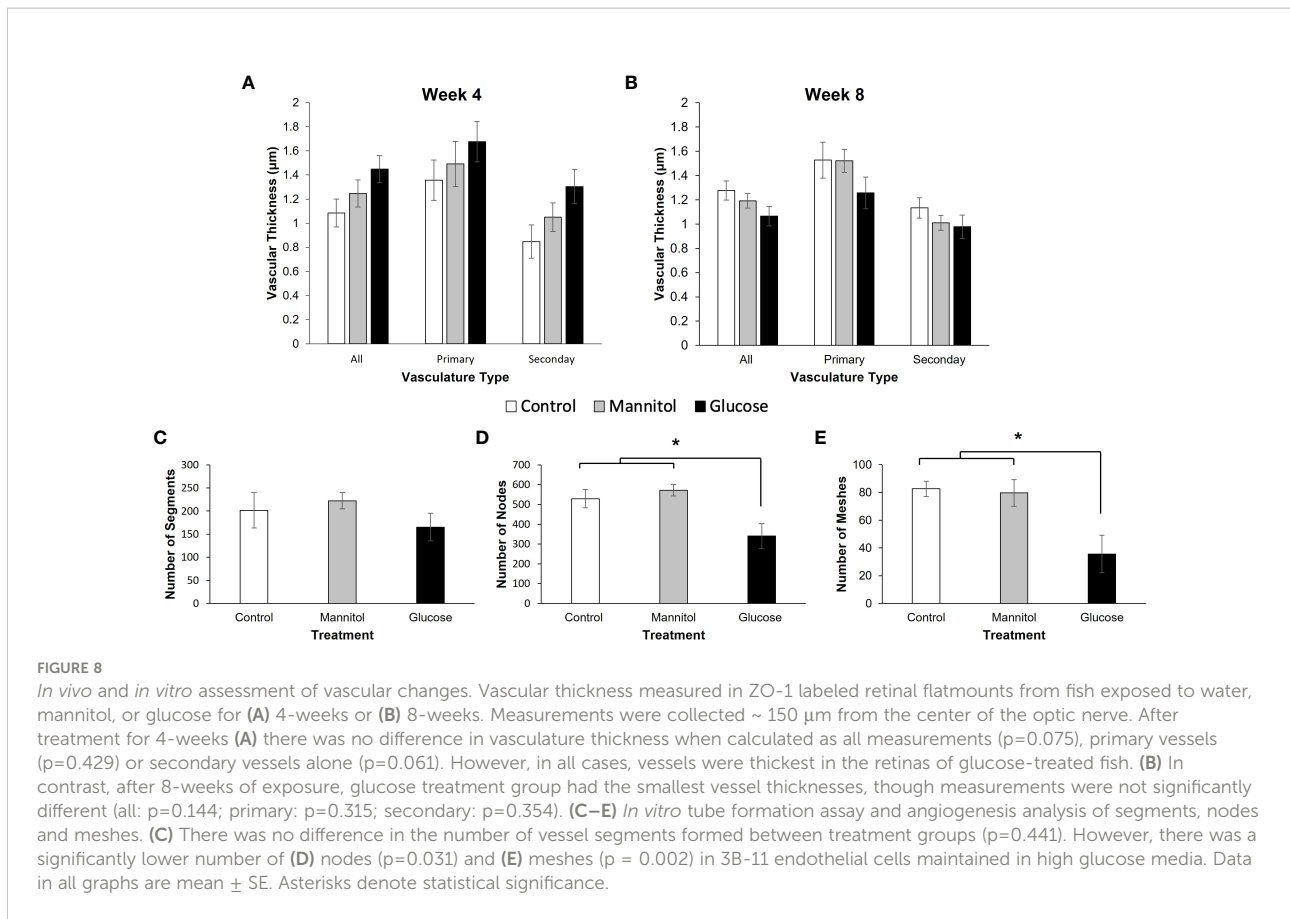 A
Week 4
Vascular Thickness (µm)
2
1.8
1.6
1.4
1.2
1
0.8
0.6
0.4
0.2
0
All Primary Seconday
Vasculature Type
B
Week 8
Vascular Thickness (µm)
2
1.8
1.6
1.4
1.2
1
0.8
0.6
0.4
0.2
0
All Primary Seconday
Vasculature Type
Control Mannitol Glucose
C
Number of Segments
300
250
200
150
100
50
0
Control Mannitol Glucose
Treatment
D
*
Number of Nodes
700
600
500
400
300
200
100
0
Control Mannitol Glucose
Treatment
E
*
Number of Meshes
100
80
60
40
20
0
Control Mannitol Glucose
Treatment
FIGURE 8
In vivo and in vitro assessment of vascular changes. Vascular thickness measured in ZO-1 labeled retinal flatmounts from fish exposed to water,
mannitol, or glucose for (A) 4-weeks or (B) 8-weeks. Measurements were collected ~ 150 µm from the center of the optic nerve. After
treatment for 4-weeks (A) there was no difference in vasculature thickness when calculated as all measurements (p=0.075), primary vessels
(p=0.429) or secondary vessels alone (p=0.061). However, in all cases, vessels were thickest in the retinas of glucose-treated fish. (B) In
contrast, after 8-weeks of exposure, glucose treatment group had the smallest vessel thicknesses, though measurements were not significantly
different (all: p=0.144; primary: p=0.315; secondary: p=0.354). (C–E) In vitro tube formation assay and angiogenesis analysis of segments, nodes
and meshes. (C) There was no difference in the number of vessel segments formed between treatment groups (p=0.441). However, there was a
significantly lower number of (D) nodes (p=0.031) and (E) meshes (p = 0.002) in 3B-11 endothelial cells maintained in high glucose media. Data
in all graphs are mean ± SE. Asterisks denote statistical significance.